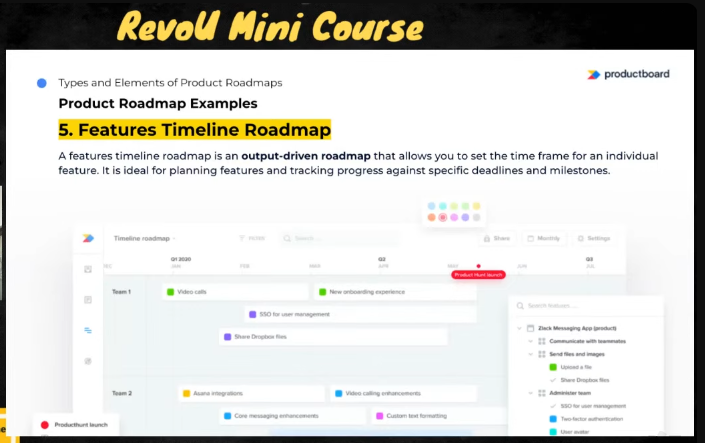 RevoU Mini Course
Types and Elements of Product Roadmaps
productboard
Product Roadmap Examples
5. Features Timeline Roadmap
A features timeline roadmap is an output-driven roadmap that allows you to set the time frame for an individual
feature. It is ideal for planning features and tracking progress against specific deadlines and milestones.
Timeline roadmap
Search
Share
Monthly
Settings
Q1 2020
Q2
Q3
JAN
FEB
MAR
APR
MAY
JUN
JUL
Product Hunt launch
Team 1
Video calls
New onboarding experience
SSO for user management
Share Dropbox files
Search features ...
Zlack Messaging App (product)
Communicate with teammates
Send files and images
Upload a file
Share Dropbox files
Administer team
SSO for user management
Two-factor authentication
User avatar
Team 2
Asana integrations
Video calling enhancements
Core messaging enhancements
Custom text formatting
Producthunt launch